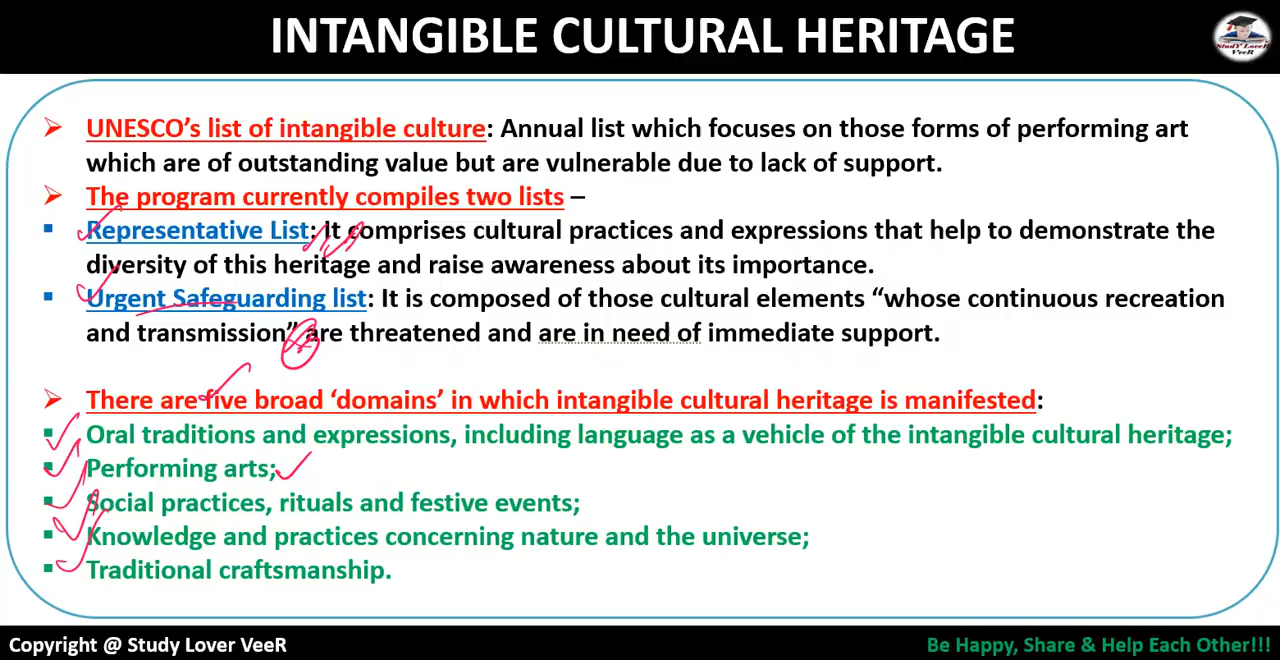 INTANGIBLE CULTURAL HERITAGE
StudY LoveR
VeeR
UNESCO's list of intangible culture: Annual list which focuses on those forms of performing art
which are of outstanding value but are vulnerable due to lack of support.
The program currently compiles two lists –
Representative List: It comprises cultural practices and expressions that help to demonstrate the
diversity of this heritage and raise awareness about its importance.
Urgent Safeguarding list: It is composed of those cultural elements “whose continuous recreation
and transmission” are threatened and are in need of immediate support.
There are five broad ‘domains’ in which intangible cultural heritage is manifested:
Oral traditions and expressions, including language as a vehicle of the intangible cultural heritage;
Performing arts;
Social practices, rituals and festive events;
Knowledge and practices concerning nature and the universe;
Traditional craftsmanship.
Copyright @ Study Lover VeeR
Be Happy, Share & Help Each Other!!!